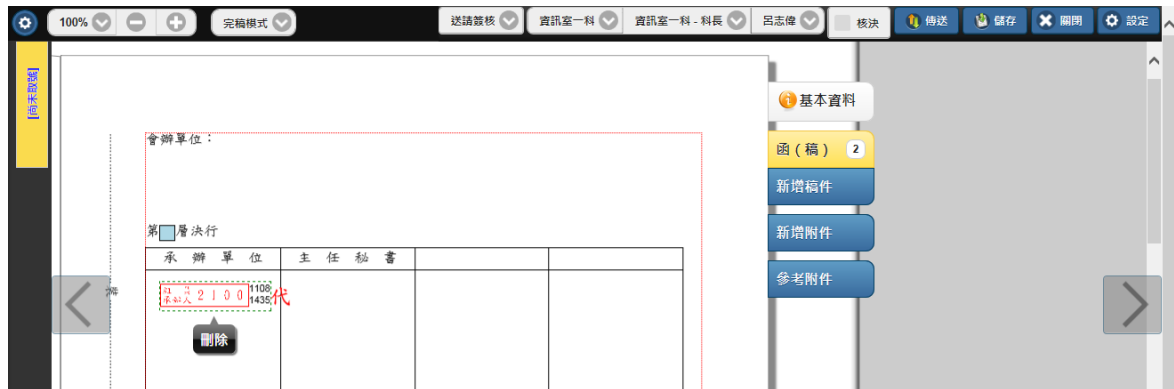 100%
完稿模式
送請簽核
資訊室一科
資訊室一科 - 科長
呂志偉
核決
傳送
儲存
關閉
設定
[尚未取號]
基本資料
函(稿) 2
新增稿件
新增附件
參考附件
會辦單位：
第 層決行
承辦單位
主任秘書
承辦人 2100
1108
1435
代
刪除